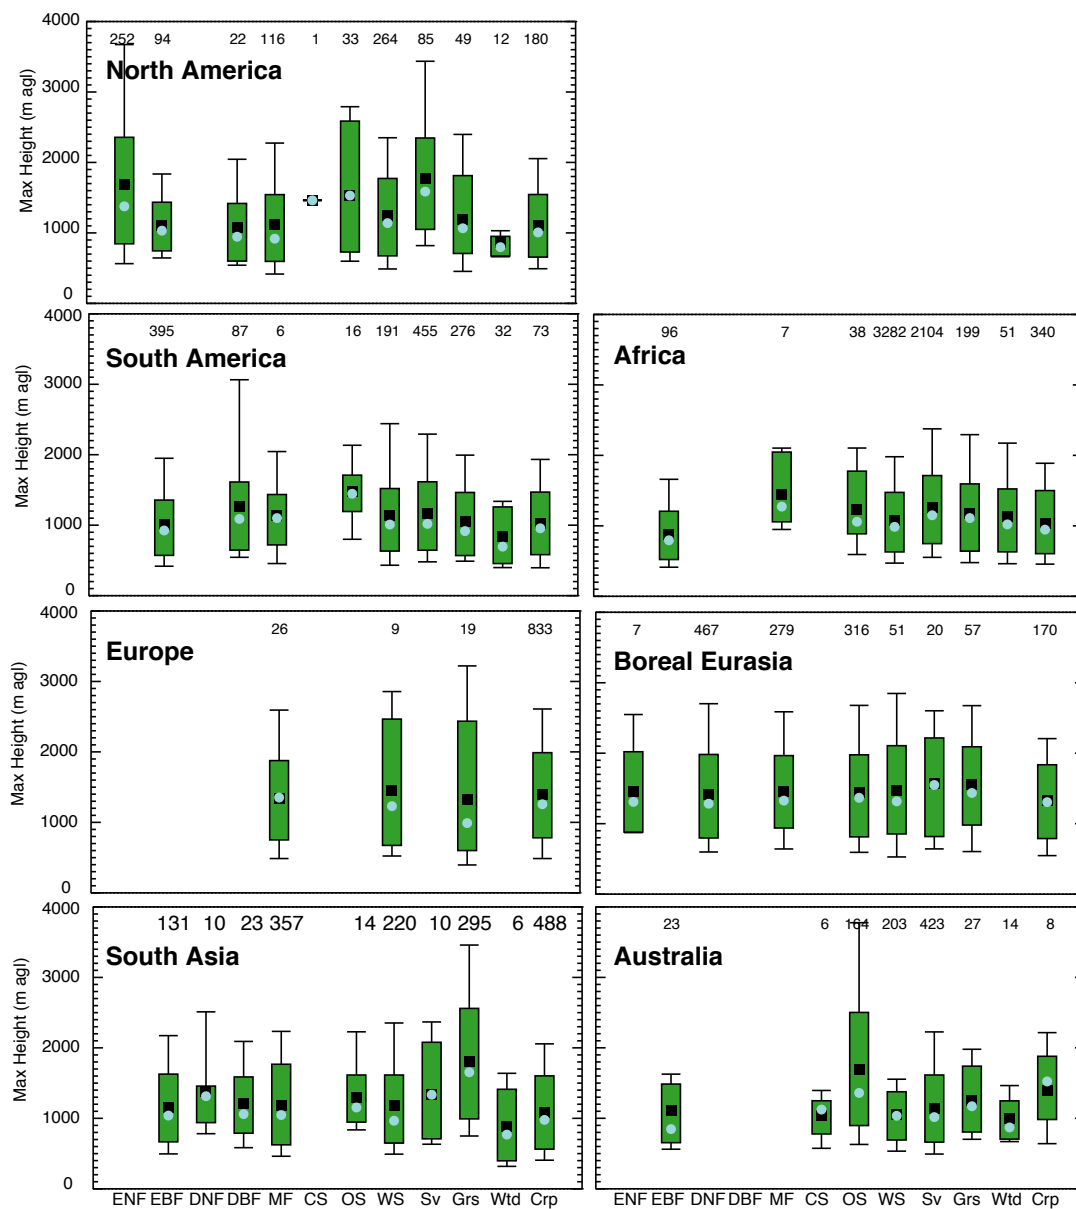 4000
252 94 22 116 1 33 264 85 49 12 180
North America
3000
2000
1000
0
Max Height (m agl)
4000
395 87 6 16 191 455 276 32 73
South America
3000
2000
1000
0
Max Height (m agl)
96 7 38 3282 2104 199 51 340
Africa
4000
26 9 19 833
Europe
3000
2000
1000
0
Max Height (m agl)
7 467 279 316 51 20 57 170
Boreal Eurasia
4000
131 10 23 357 14 220 10 295 6 488
South Asia
3000
2000
1000
0
Max Height (m agl)
ENF EBF DNF DBF MF CS OS WS Sv Grs Wtd Crp
23 6 164 203 423 27 14 8
Australia
ENF EBF DNF DBF MF CS OS WS Sv Grs Wtd Crp